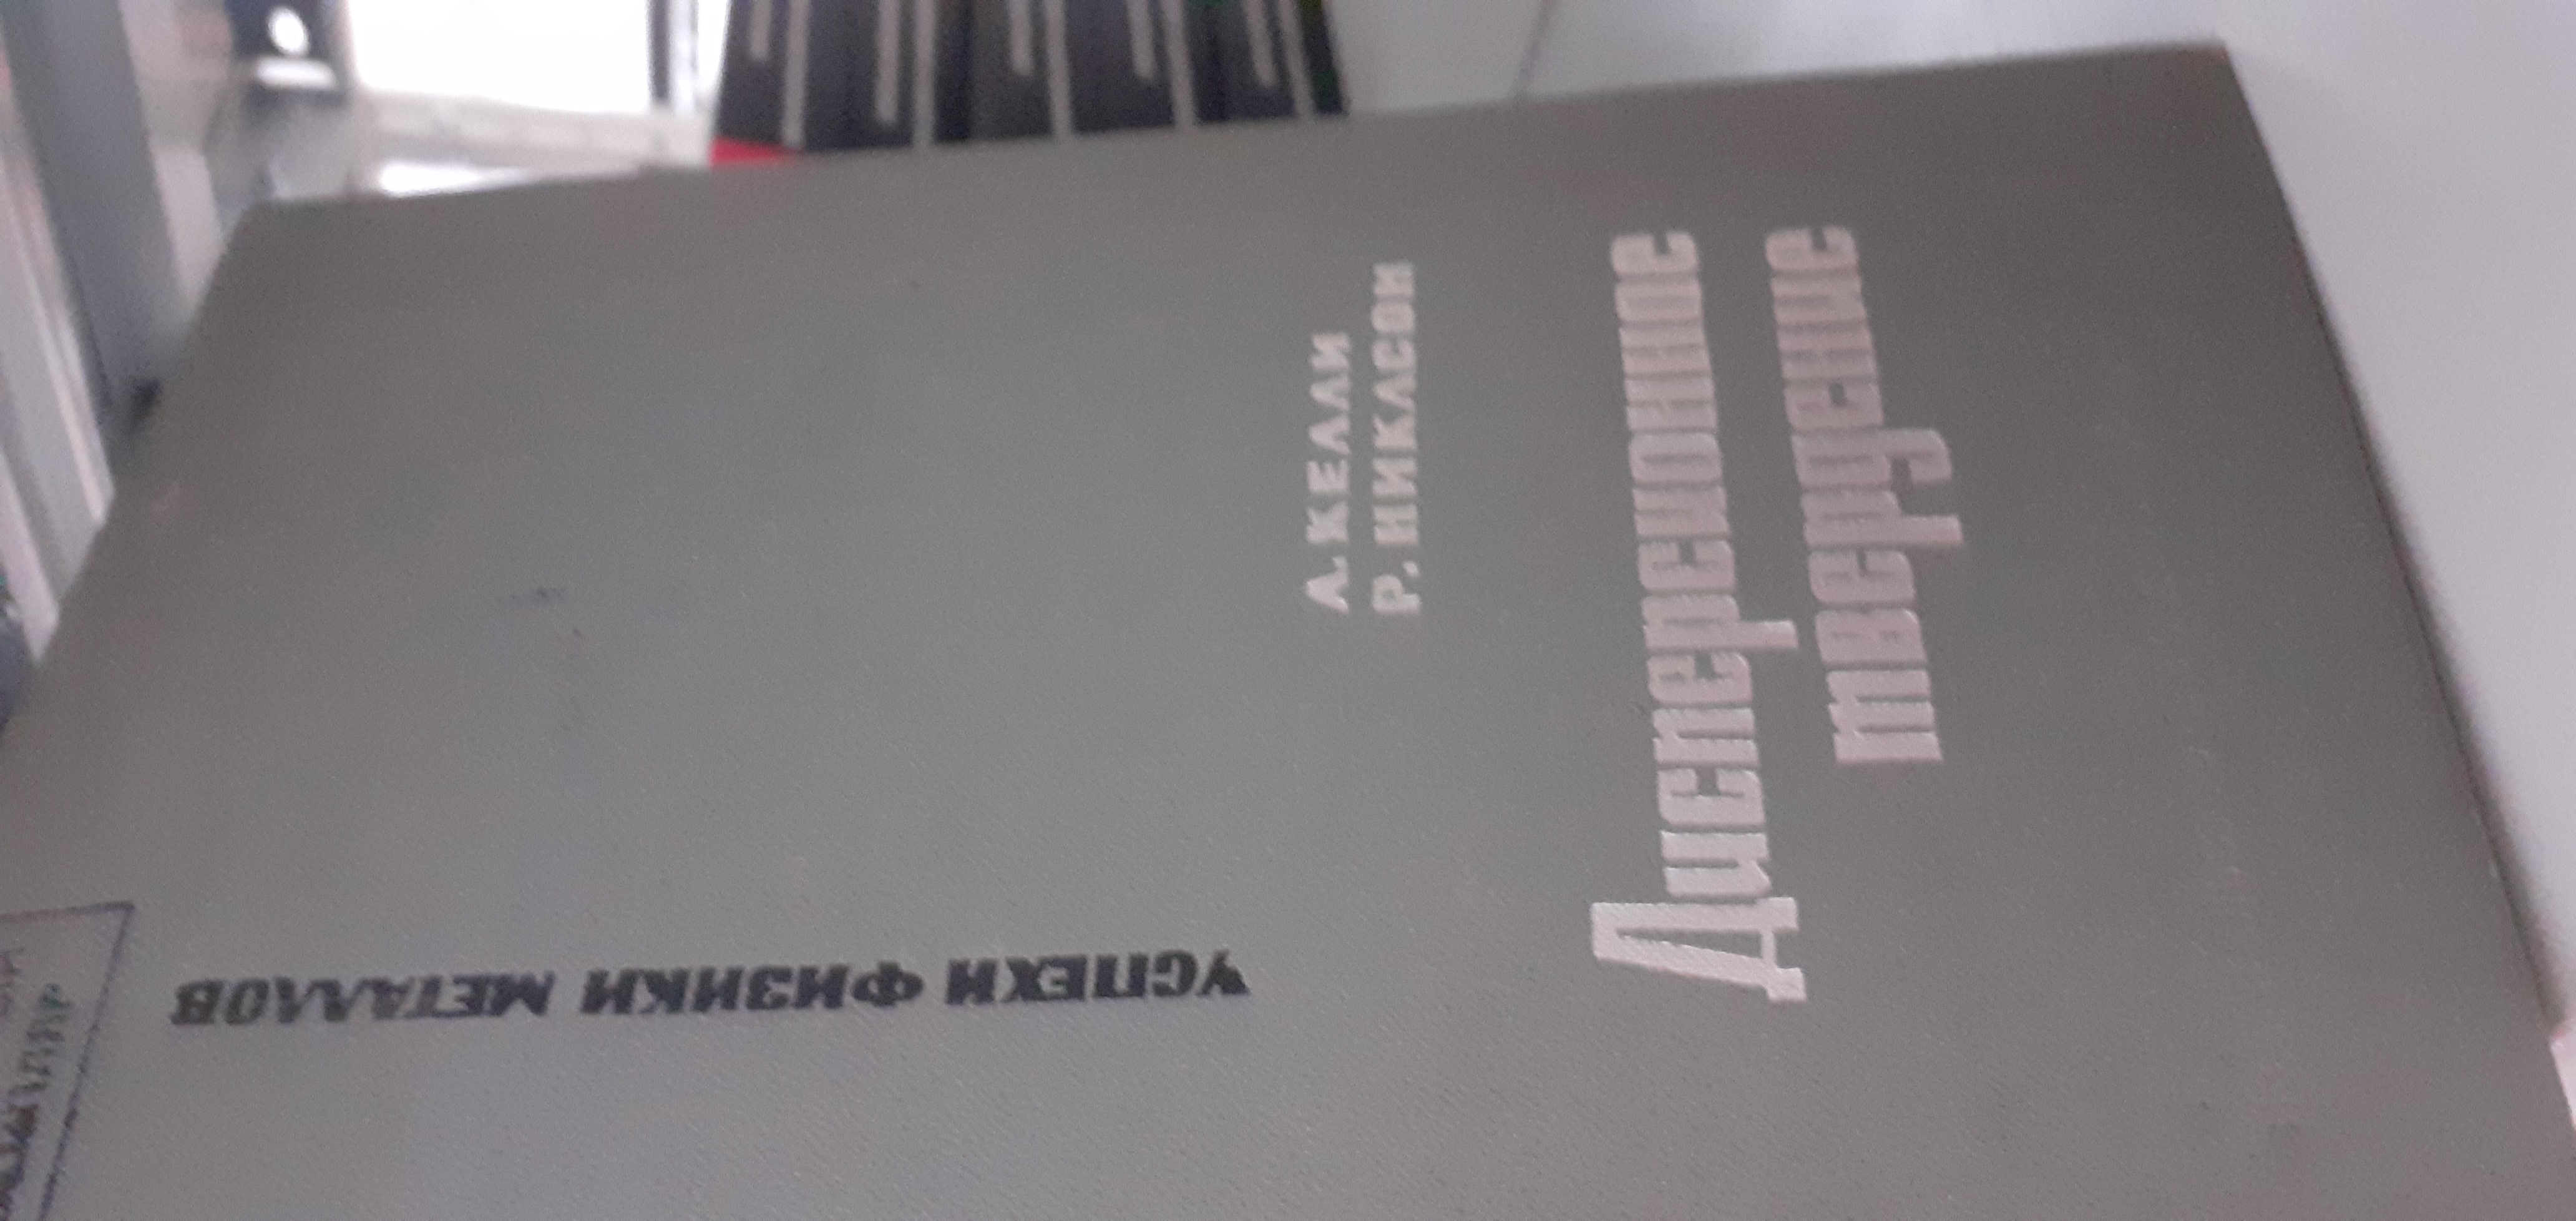 А. КЕЛЛИ
Р. НИКЛСОН
Дисперсионное
твердение
УСПЕХИ ФИЗИКИ МЕТАЛЛОВ